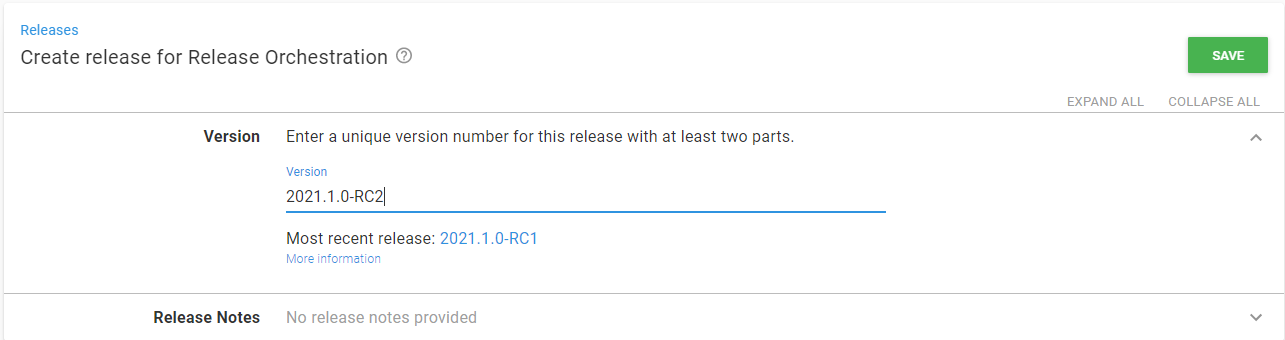 Releases
Create release for Release Orchestration
SAVE
EXPAND ALL COLLAPSE ALL
Version Enter a unique version number for this release with at least two parts.
Version
2021.1.0-RC2
Most recent release: 2021.1.0-RC1
More information
Release Notes No release notes provided